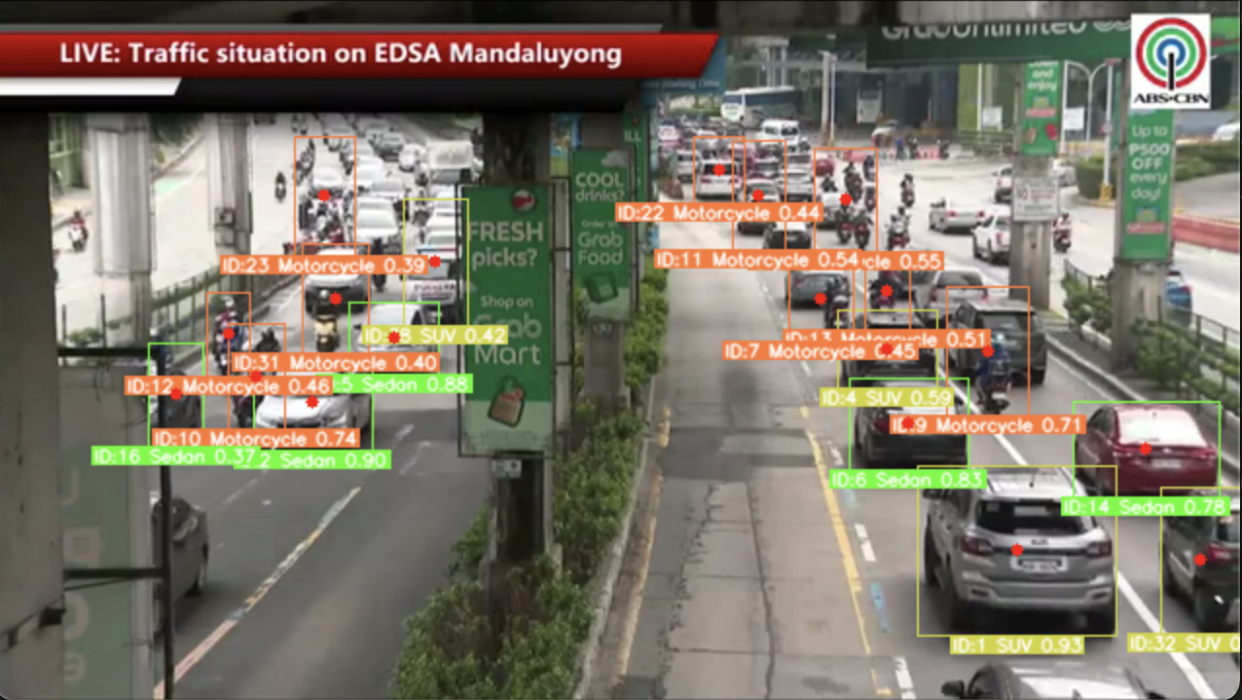 LIVE: Traffic situation on EDSA Mandaluyong
GrabUnlimited
ABS-CBN
and
enjoy
Up to
₱500
OFF
every
day!
ILL
COOL
drinks?
Order on
Grab
Food
FRESH
picks?
Shop on
Grab
Mart
ID:22 Motorcycle 0.44
ID:11 Motorcycle 0.54
cle 0.55
ID:23 Motorcycle 0.39
SUV 0.42
ID:13 Motorcycle 0.51
ID:7 Motorcycle 0.45
ID:31 Motorcycle 0.40
:5 Sedan 0.88
ID:12 Motorcycle 0.46
ID:4 SUV 0.59
ID:9 Motorcycle 0.71
ID:10 Motorcycle 0.74
ID:16 Sedan 0.37
:2 Sedan 0.90
ID:6 Sedan 0.83
ID:14 Sedan 0.78
ID:1 SUV 0.93
ID:32 SUV 0